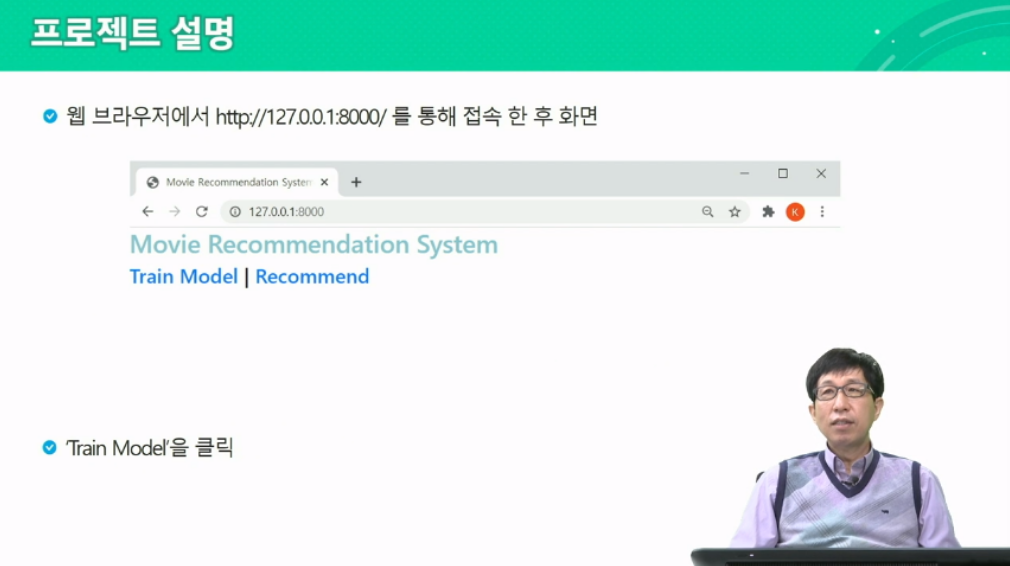 프로젝트 설명
웹 브라우저에서 http://127.0.0.1:8000/ 를 통해 접속 한 후 화면
Movie Recommendation System
127.0.0.1:8000
K
Movie Recommendation System
Train Model | Recommend
'Train Model'을 클릭